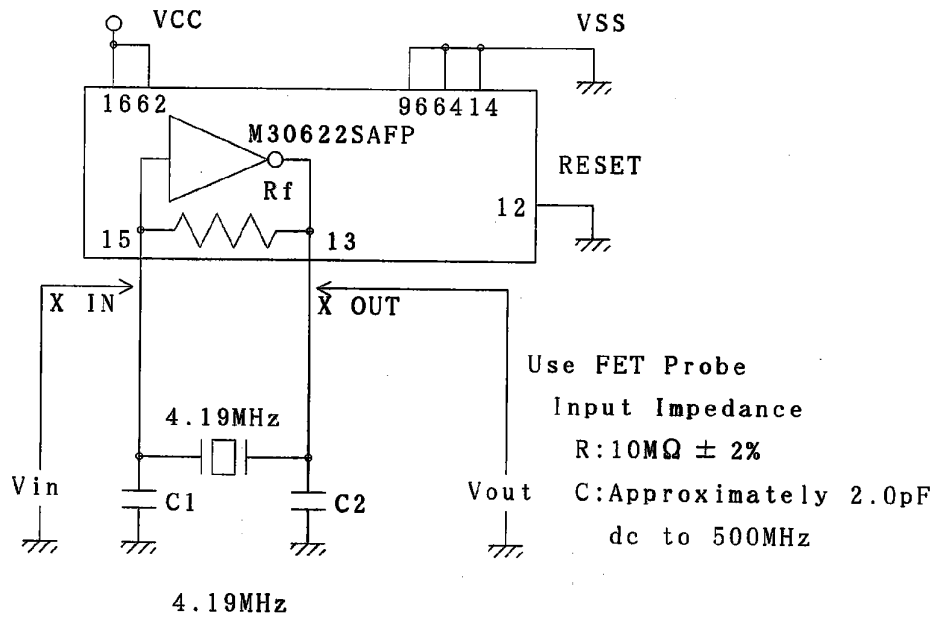 VCC
VSS
1662
966414
M30622SAFP
Rf
RESET
12
15
13
X IN
X OUT
Use FET Probe
Input Impedance
R:10MΩ ± 2%
C:Approximately 2.0pF
dc to 500MHz
4.19MHz
Vin
C1
C2
Vout
4.19MHz